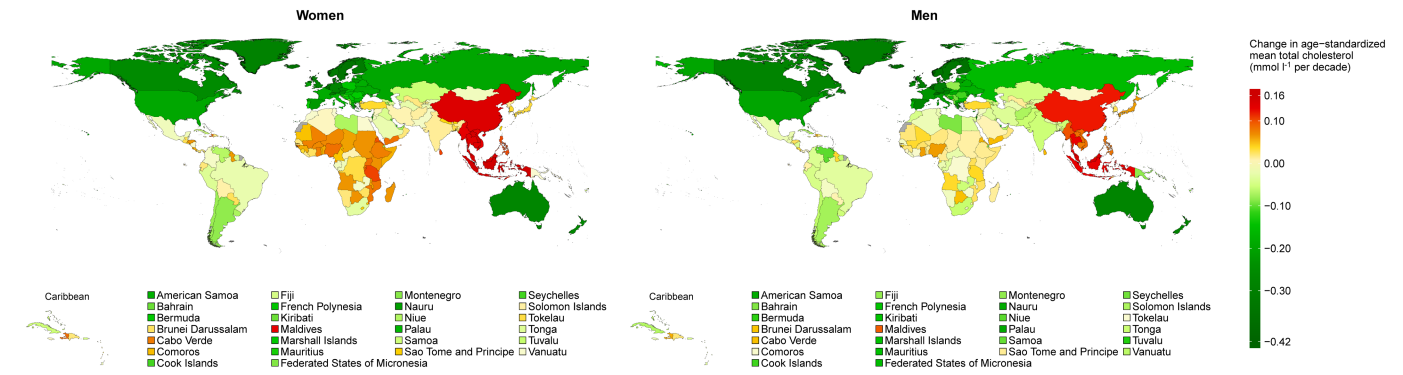 Women
Men
Change in age−standardized
mean total cholesterol
(mmol l-1 per decade)
0.16
0.10
0.00
−0.10
−0.20
−0.30
−0.42
Caribbean
American Samoa
Bahrain
Bermuda
Brunei Darussalam
Cabo Verde
Comoros
Cook Islands
Fiji
French Polynesia
Kiribati
Maldives
Marshall Islands
Mauritius
Federated States of Micronesia
Montenegro
Nauru
Niue
Palau
Samoa
Sao Tome and Principe
Seychelles
Solomon Islands
Tokelau
Tonga
Tuvalu
Vanuatu
Caribbean
American Samoa
Bahrain
Bermuda
Brunei Darussalam
Cabo Verde
Comoros
Cook Islands
Fiji
French Polynesia
Kiribati
Maldives
Marshall Islands
Mauritius
Federated States of Micronesia
Montenegro
Nauru
Niue
Palau
Samoa
Sao Tome and Principe
Seychelles
Solomon Islands
Tokelau
Tonga
Tuvalu
Vanuatu